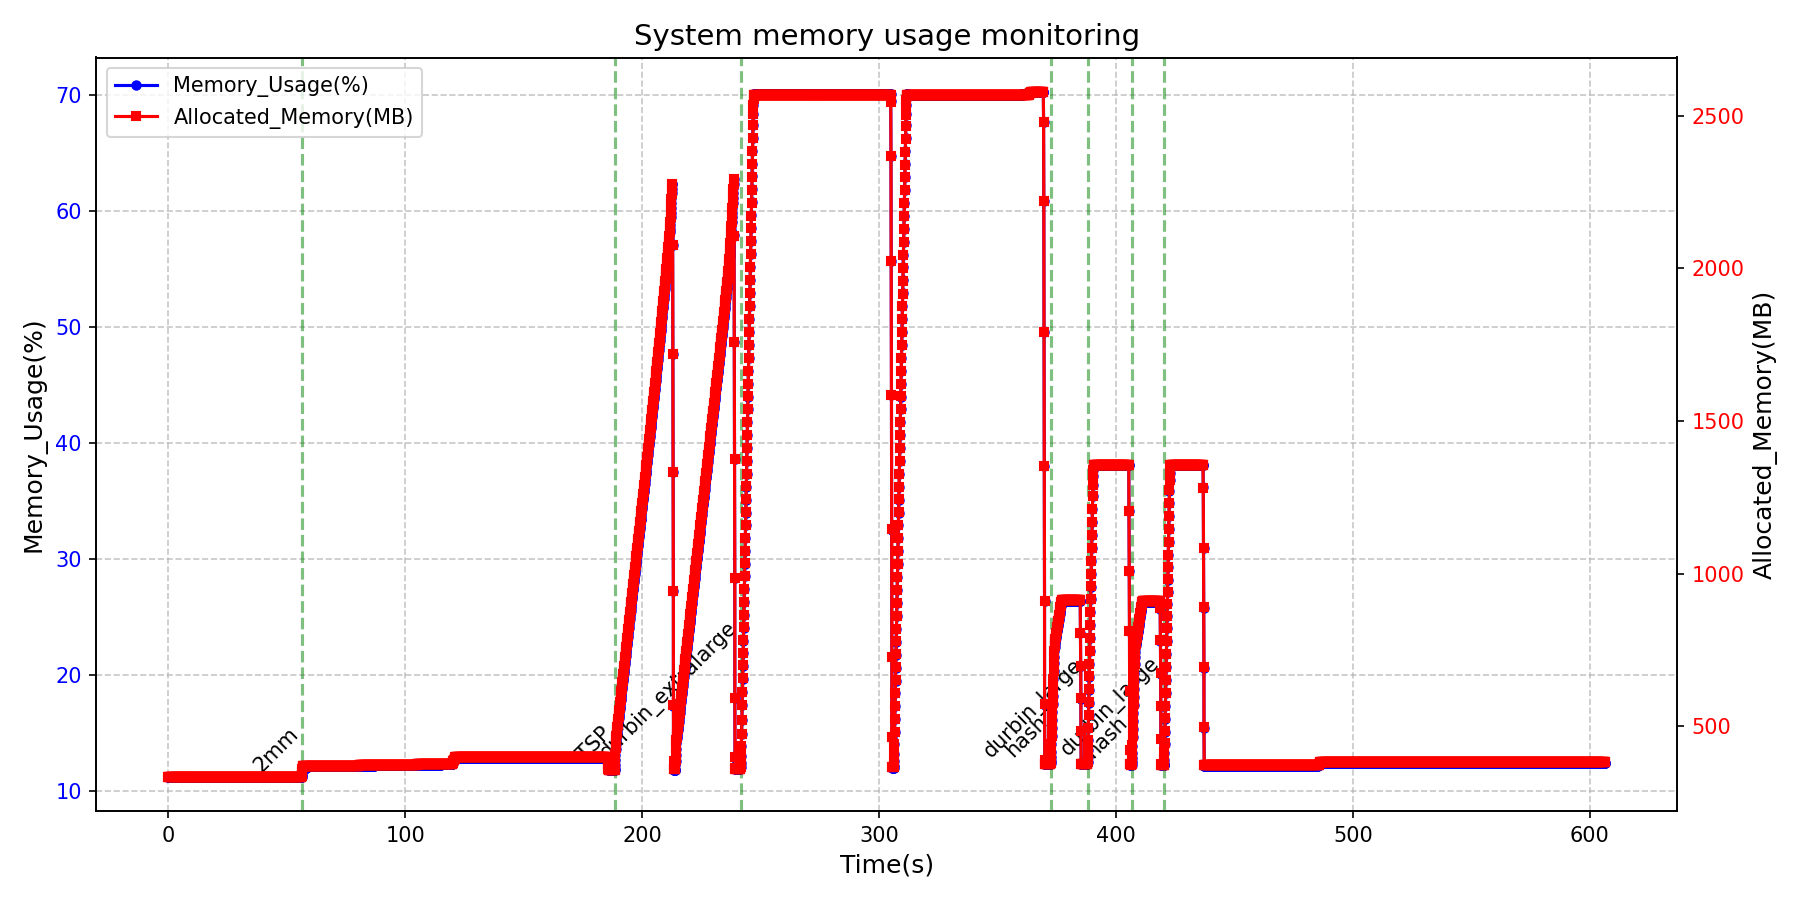 System memory usage monitoring
Memory_Usage(%)
Allocated_Memory(MB)
70
60
50
40
30
20
10
Memory_Usage(%)
2500
2000
1500
1000
500
Allocated_Memory(MB)
2mm
TSP
durbin_extralarge
durbin_large
hash
durbin_large
hash
0
100
200
300
400
500
600
Time(s)